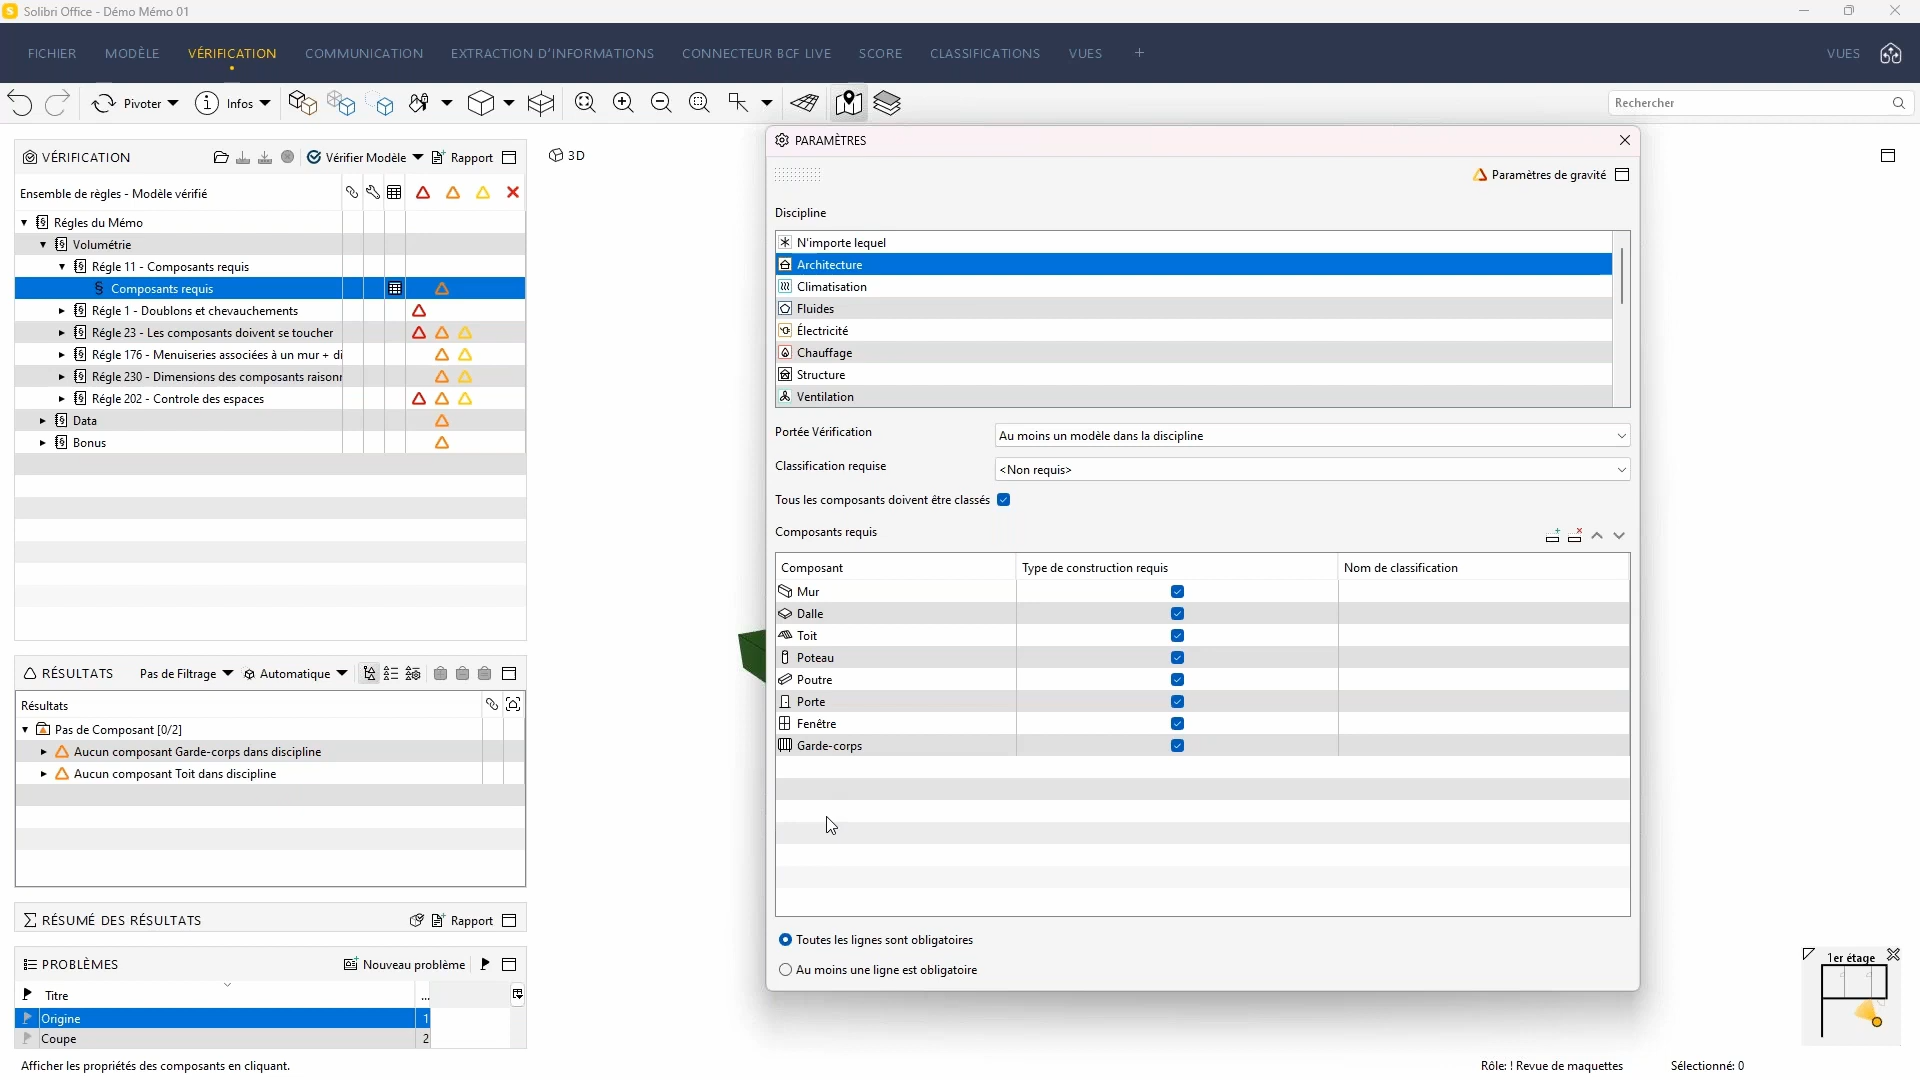 Solibri Office - Démo Mémo 01
FICHIER MODÈLE VÉRIFICATION COMMUNICATION EXTRACTION D'INFORMATIONS CONNECTEUR BCF LIVE SCORE CLASSIFICATIONS VUES + VUES
Pivoter Infos Rechercher
VÉRIFICATION Vérifier Modèle Rapport
3D
Ensemble de règles - Modèle vérifié
Régles du Mémo
Volumétrie
Régle 11 - Composants requis
§ Composants requis
Régle 1 - Doublons et chevauchements
Régle 23 - Les composants doivent se toucher
Régle 176 - Menuiseries associées à un mur + di
Régle 230 - Dimensions des composants raisonn
Régle 202 - Controle des espaces
Data
Bonus
RÉSULTATS Pas de Filtrage Automatique
Résultats
Pas de Composant [0/2]
Aucun composant Garde-corps dans discipline
Aucun composant Toit dans discipline
RÉSUMÉ DES RÉSULTATS Rapport
PROBLÈMES Nouveau problème
Titre ...
Origine 1
Coupe 2
Afficher les propriétés des composants en cliquant.
PARAMÈTRES
Paramètres de gravité
Discipline
N'importe lequel
Architecture
Climatisation
Fluides
Électricité
Chauffage
Structure
Ventilation
Portée Vérification Au moins un modèle dans la discipline
Classification requise <Non requis>
Tous les composants doivent être classés
Composants requis
Composant Type de construction requis Nom de classification
Mur
Dalle
Toit
Poteau
Poutre
Porte
Fenêtre
Garde-corps
Toutes les lignes sont obligatoires
Au moins une ligne est obligatoire
1er étage
Rôle: ! Revue de maquettes Sélectionné: 0